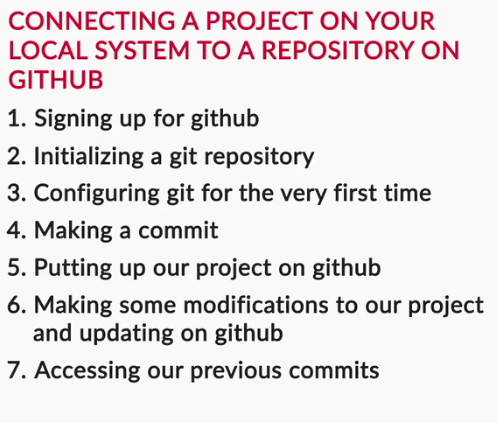 CONNECTING A PROJECT ON YOUR
LOCAL SYSTEM TO A REPOSITORY ON
GITHUB
1. Signing up for github
2. Initializing a git repository
3. Configuring git for the very first time
4. Making a commit
5. Putting up our project on github
6. Making some modifications to our project
and updating on github
7. Accessing our previous commits